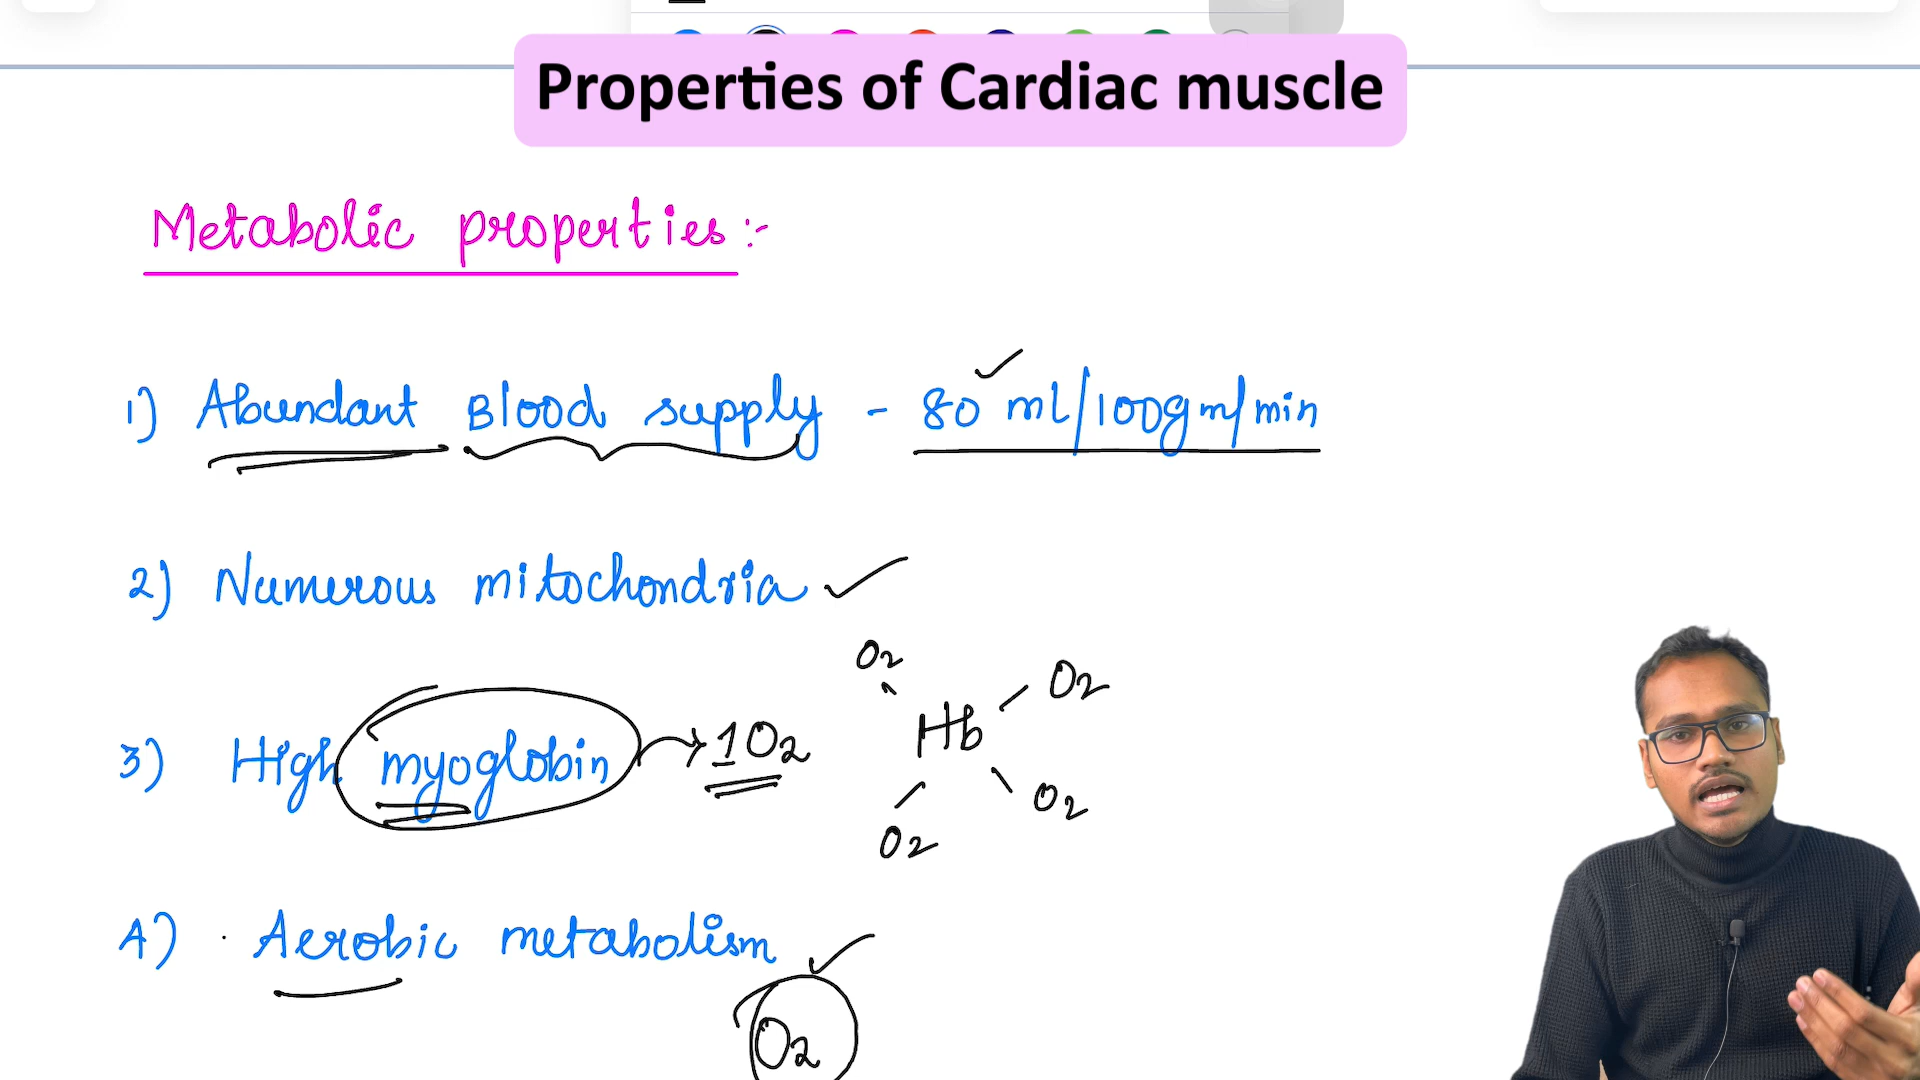 Properties of Cardiac muscle
Metabolic properties :-
1) Abundant Blood supply - 80 ml/100gm/min
2) Numerous mitochondria
3) High myoglobin → 1O2
O2
O2
Hb
O2
O2
4) Aerobic metabolism
O2